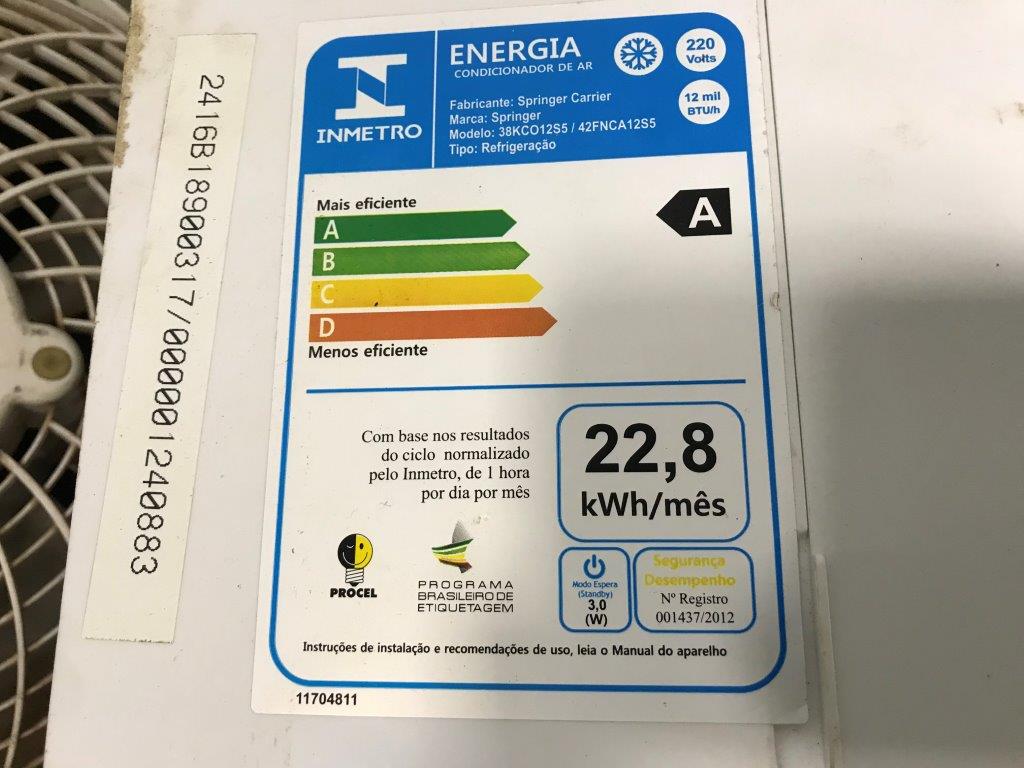 2416B18900317/000001240883
INMETRO
ENERGIA
CONDICIONADOR DE AR
220
Volts
12 mil
BTU/h
Fabricante: Springer Carrier
Marca: Springer
Modelo: 38KCO12S5 / 42FNCA12S5
Tipo: Refrigeração
Mais eficiente
A
A
B
C
D
Menos eficiente
Com base nos resultados
do ciclo normalizado
pelo Inmetro, de 1 hora
por dia por mês
22,8
kWh/mês
PROCEL
PROGRAMA
BRASILEIRO DE
ETIQUETAGEM
Modo Espera
(Standby)
3,0
(W)
Segurança
Desempenho
Nº Registro
001437/2012
Instruções de instalação e recomendações de uso, leia o Manual do aparelho
11704811